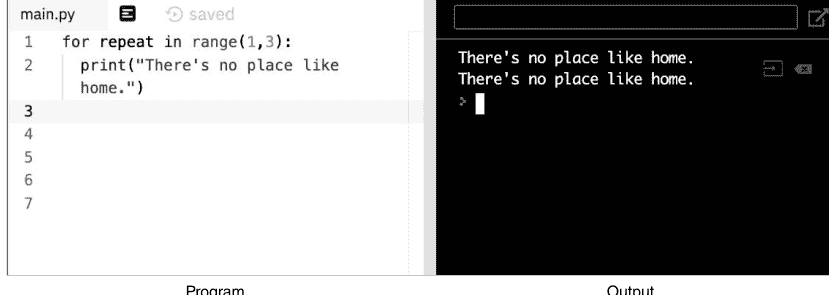 main.py saved
1 for repeat in range(1,3):
2 print("There's no place like
home.")
3
4
5
6
7
There's no place like home.
There's no place like home.
>
Program
Output